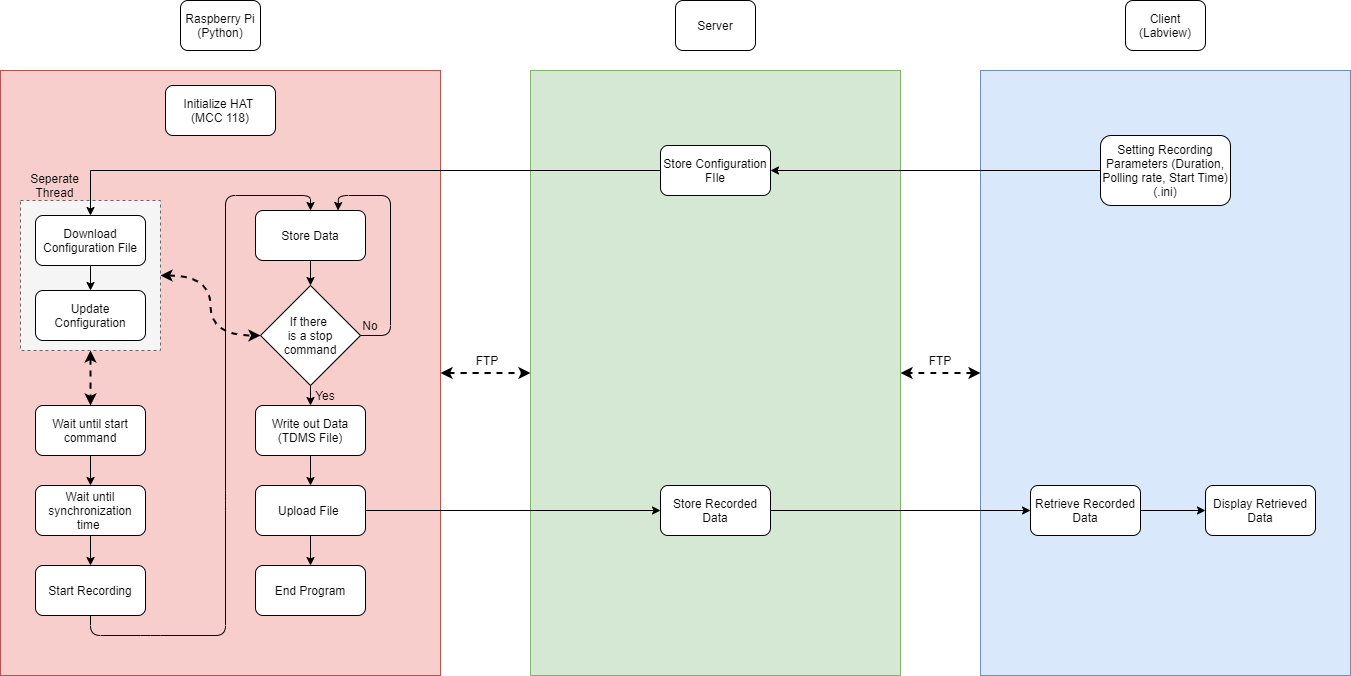 Raspberry Pi
(Python)
Server
Client
(Labview)
Initialize HAT
(MCC 118)
Store Configuration
FIle
Setting Recording
Parameters (Duration,
Polling rate, Start Time)
(.ini)
Seperate
Thread
Download
Configuration File
Update
Configuration
Store Data
If there
is a stop
command
No
Yes
FTP
FTP
Wait until start
command
Write out Data
(TDMS File)
Wait until
synchronization
time
Upload File
Store Recorded
Data
Retrieve Recorded
Data
Display Retrieved
Data
Start Recording
End Program